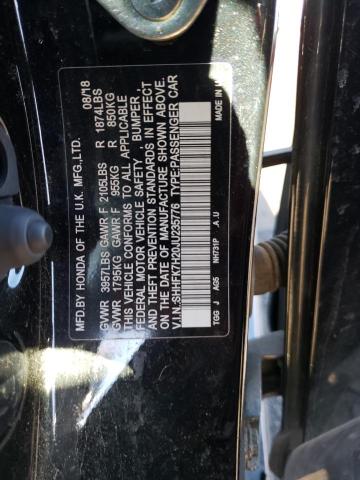 MFD.BY HONDA OF THE U.K. MFG.,LTD. 08/18
GVWR 3957LBS GAWR F 2105LBS R 1874LBS
GVWR 1795KG GAWR F 955KG R 850KG
THIS VEHICLE CONFORMS TO ALL APPLICABLE
FEDERAL MOTOR VEHICLE SAFETY, BUMPER,
AND THEFT PREVENTION STANDARDS IN EFFECT
ON THE DATE OF MANUFACTURE SHOWN ABOVE.
V.I.N.:SHHFK7H20JU235776 TYPE:PASSENGER CAR
TGG J AG5 NH731P .A.U